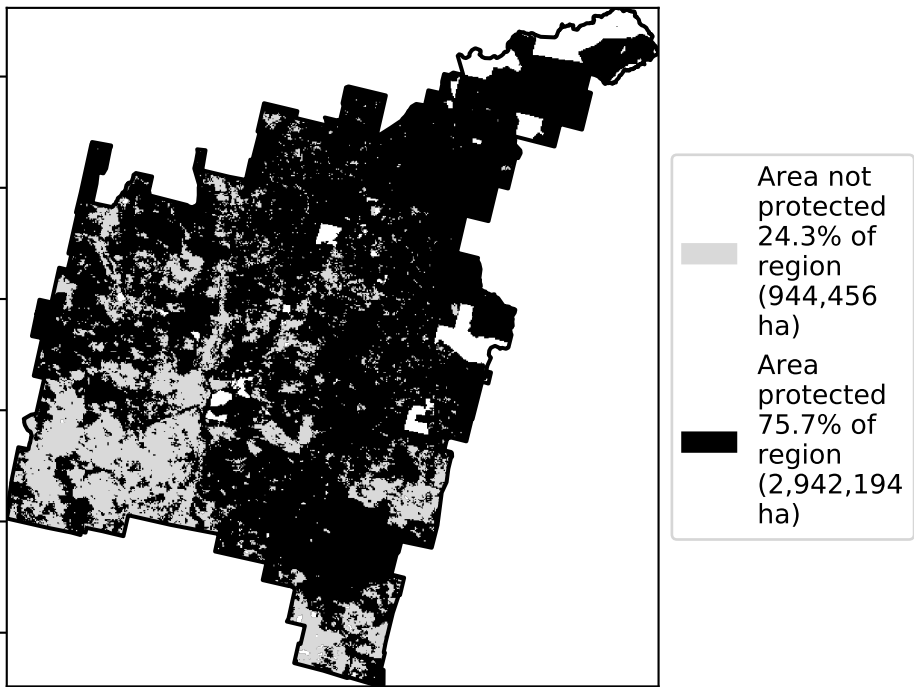 Area not
protected
24.3% of
region
(944,456
ha)
Area
protected
75.7% of
region
(2,942,194
ha)